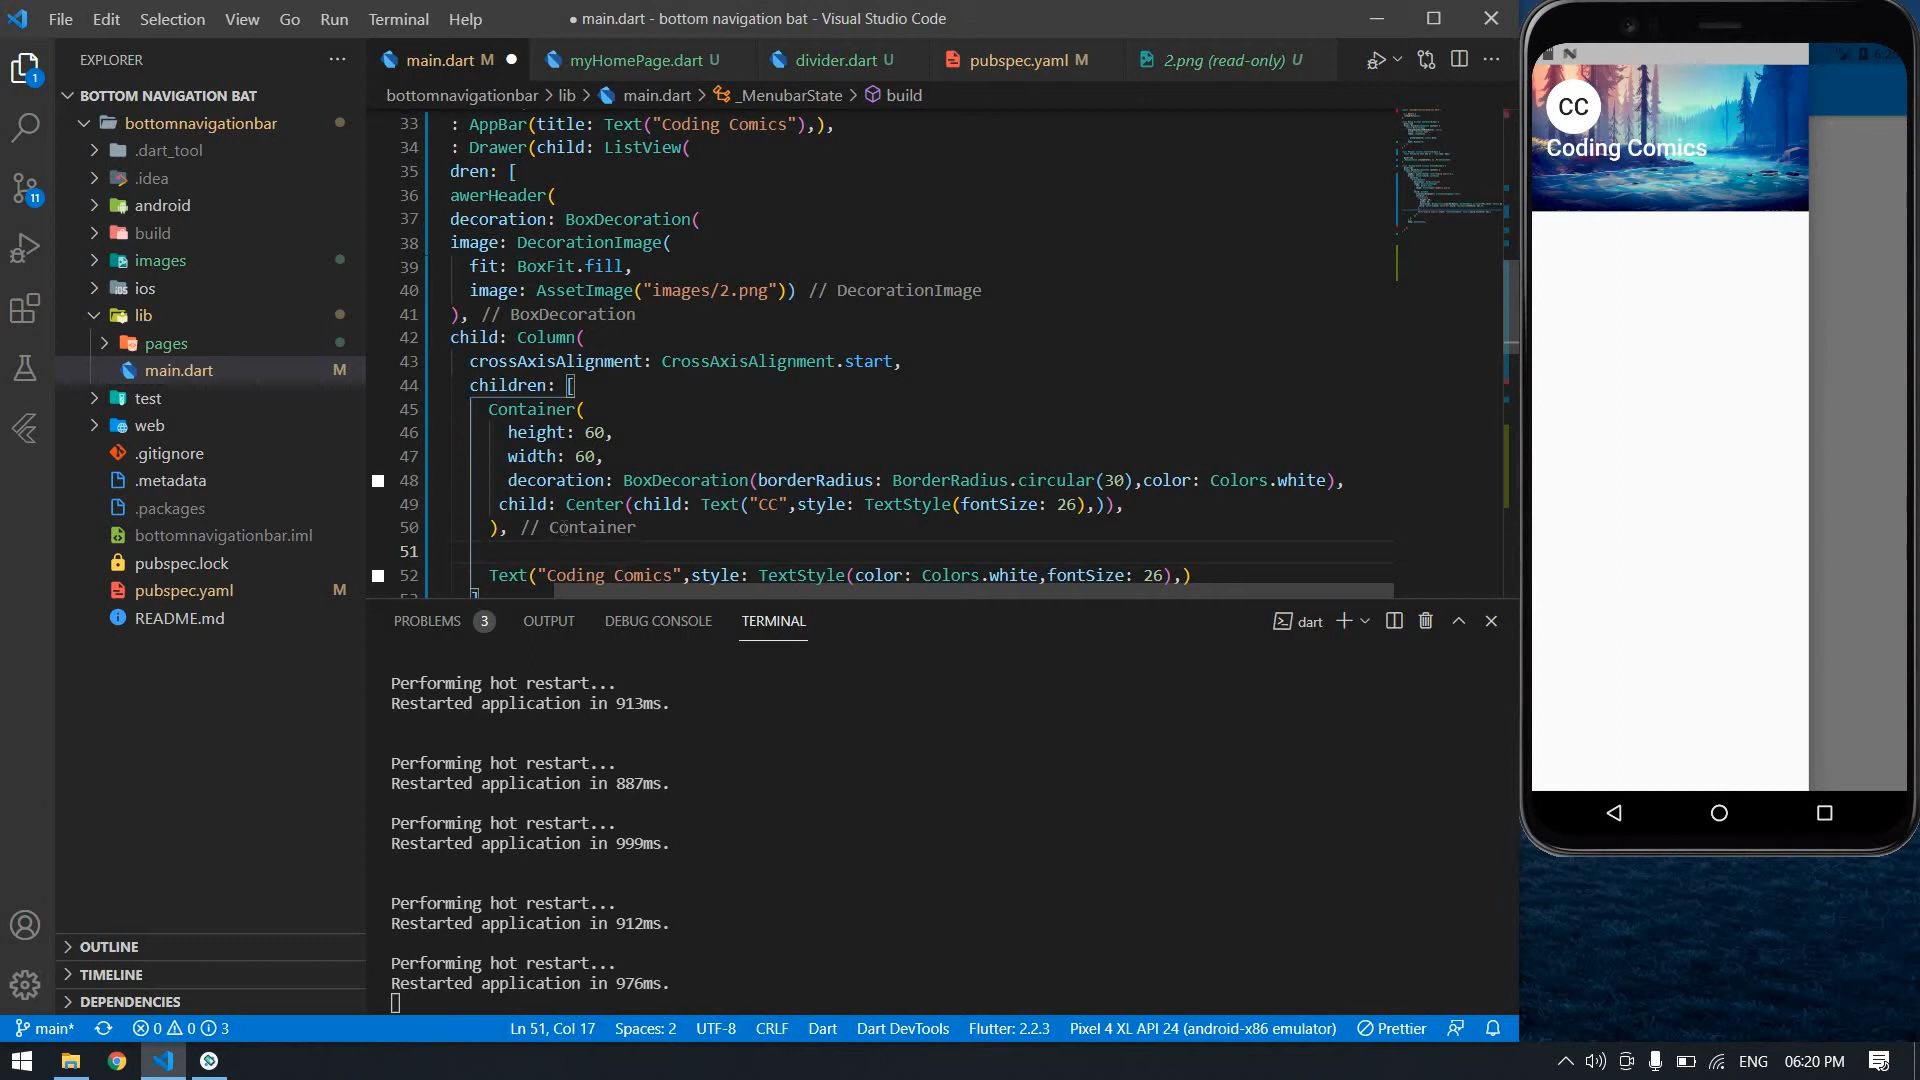 File Edit Selection View Go Run Terminal Help
● main.dart - bottom navigation bat - Visual Studio Code
EXPLORER
main.dart M
myHomePage.dart U
divider.dart U
pubspec.yaml M
2.png (read-only) U
BOTTOM NAVIGATION BAT
bottomnavigationbar > lib > main.dart > _MenubarState > build
bottomnavigationbar
.dart_tool
.idea
android
build
images
ios
lib
pages
main.dart M
test
web
.gitignore
.metadata
.packages
bottomnavigationbar.iml
pubspec.lock
pubspec.yaml M
README.md
1
11
33 : AppBar(title: Text("Coding Comics"),),
34 : Drawer(child: ListView(
35 dren: [
36 awerHeader(
37 decoration: BoxDecoration(
38 image: DecorationImage(
39 fit: BoxFit.fill,
40 image: AssetImage("images/2.png")) // DecorationImage
41 ), // BoxDecoration
42 child: Column(
43 crossAxisAlignment: CrossAxisAlignment.start,
44 children: [
45 Container(
46 height: 60,
47 width: 60,
48 decoration: BoxDecoration(borderRadius: BorderRadius.circular(30),color: Colors.white),
49 child: Center(child: Text("CC",style: TextStyle(fontSize: 26),)),
50 ), // Container
51
52 Text("Coding Comics",style: TextStyle(color: Colors.white,fontSize: 26),)
PROBLEMS 3 OUTPUT DEBUG CONSOLE TERMINAL
dart
Performing hot restart...
Restarted application in 913ms.
Performing hot restart...
Restarted application in 887ms.
Performing hot restart...
Restarted application in 999ms.
Performing hot restart...
Restarted application in 912ms.
Performing hot restart...
Restarted application in 976ms.
OUTLINE
TIMELINE
DEPENDENCIES
main* 0 0 3 Ln 51, Col 17 Spaces: 2 UTF-8 CRLF Dart Dart DevTools Flutter: 2.2.3 Pixel 4 XL API 24 (android-x86 emulator) Prettier
ENG 06:20 PM
CC
Coding Comics